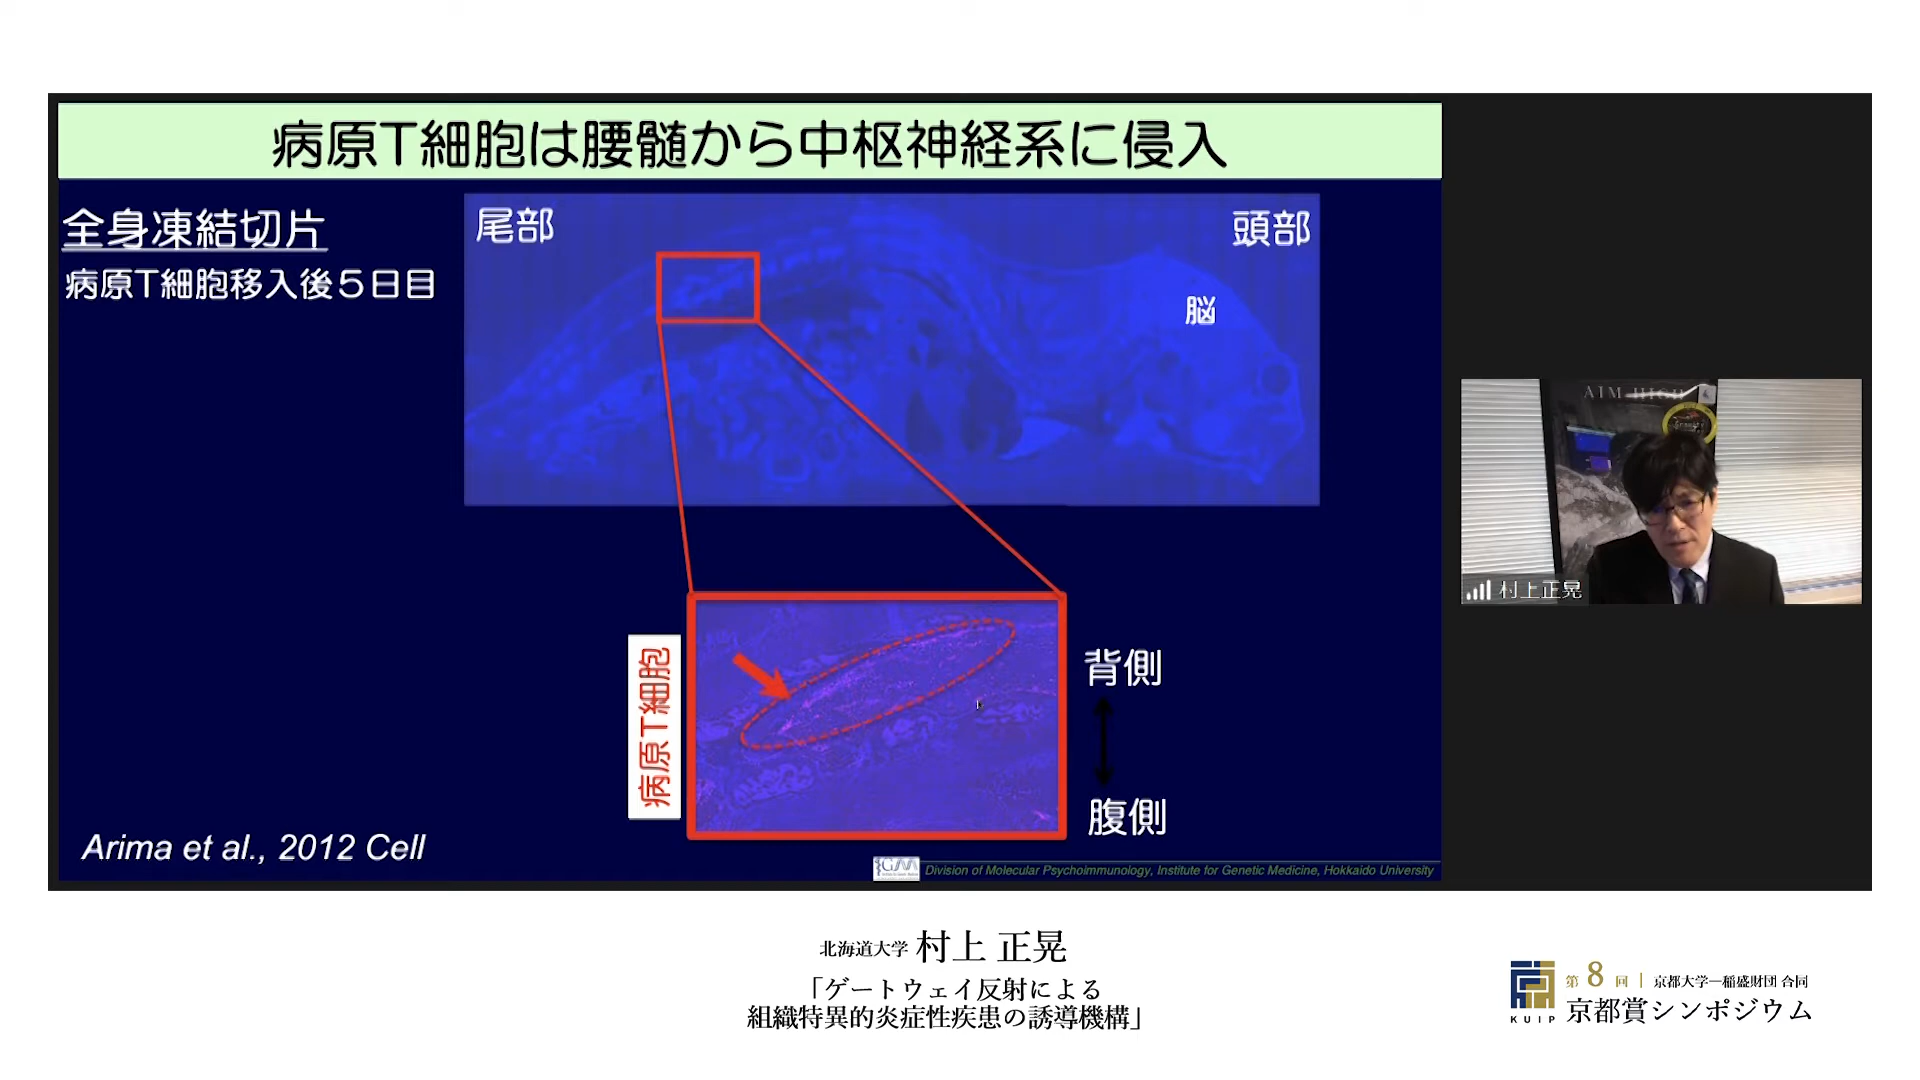 病原T細胞は腰髄から中枢神経系に侵入
全身凍結切片
病原T細胞移入後５日目
尾部
頭部
脳
病原T細胞
背側
腹側
Arima et al., 2012 Cell
Division of Molecular Psychoimmunology, Institute for Genetic Medicine, Hokkaido University
AIM HIGH
村上正晃
北海道大学 村上 正晃
「ゲートウェイ反射による
組織特異的炎症性疾患の誘導機構」
KUIP
第8回 | 京都大学―稲盛財団 合同
京都賞シンポジウム